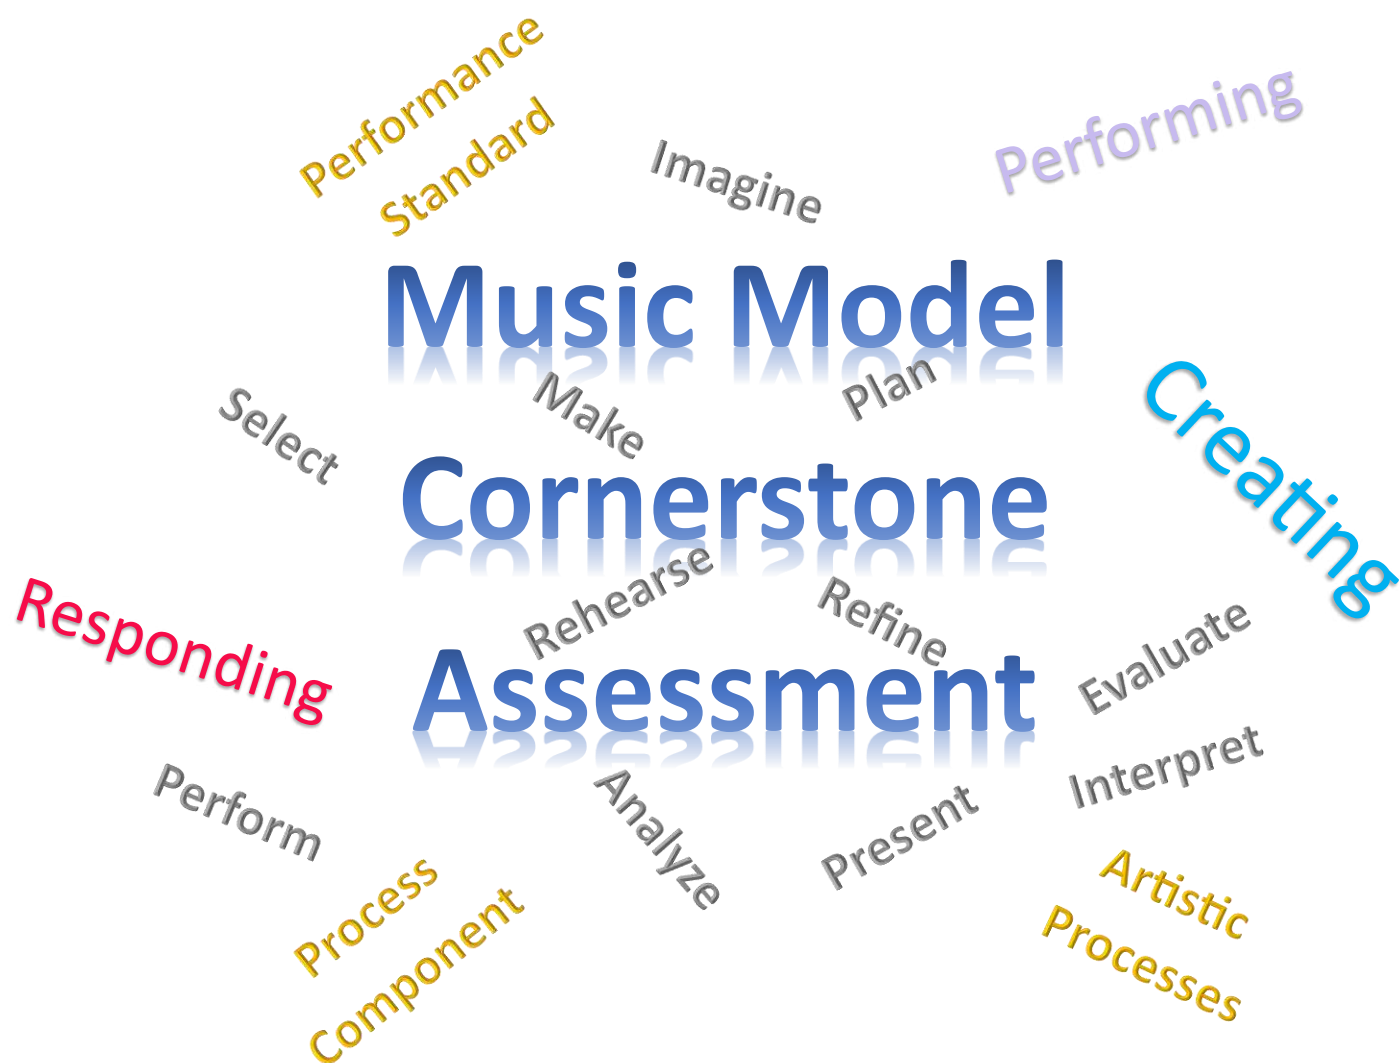 Performance
Standard
Imagine
Performing
Music Model
Select
Make
Plan
Creating
Cornerstone
Responding
Rehearse
Refine
Evaluate
Assessment
Perform
Analyze
Present
Interpret
Process
Component
Artistic
Processes